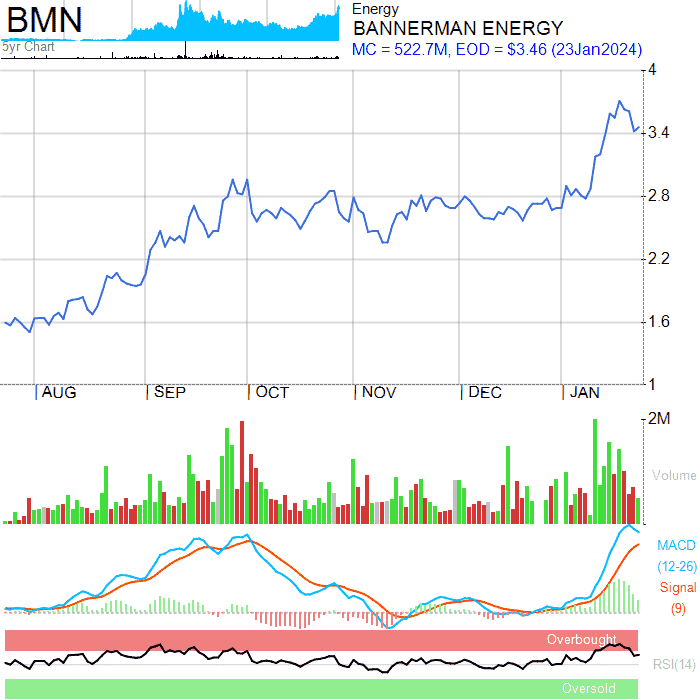 BMN
5yr Chart
Energy
BANNERMAN ENERGY
MC = 522.7M, EOD = $3.46 (23Jan2024)
4
3.4
2.8
2.2
1.6
1
AUG SEP OCT NOV DEC JAN
2M
Volume
MACD
(12-26)
Signal
(9)
Overbought
RSI(14)
Oversold